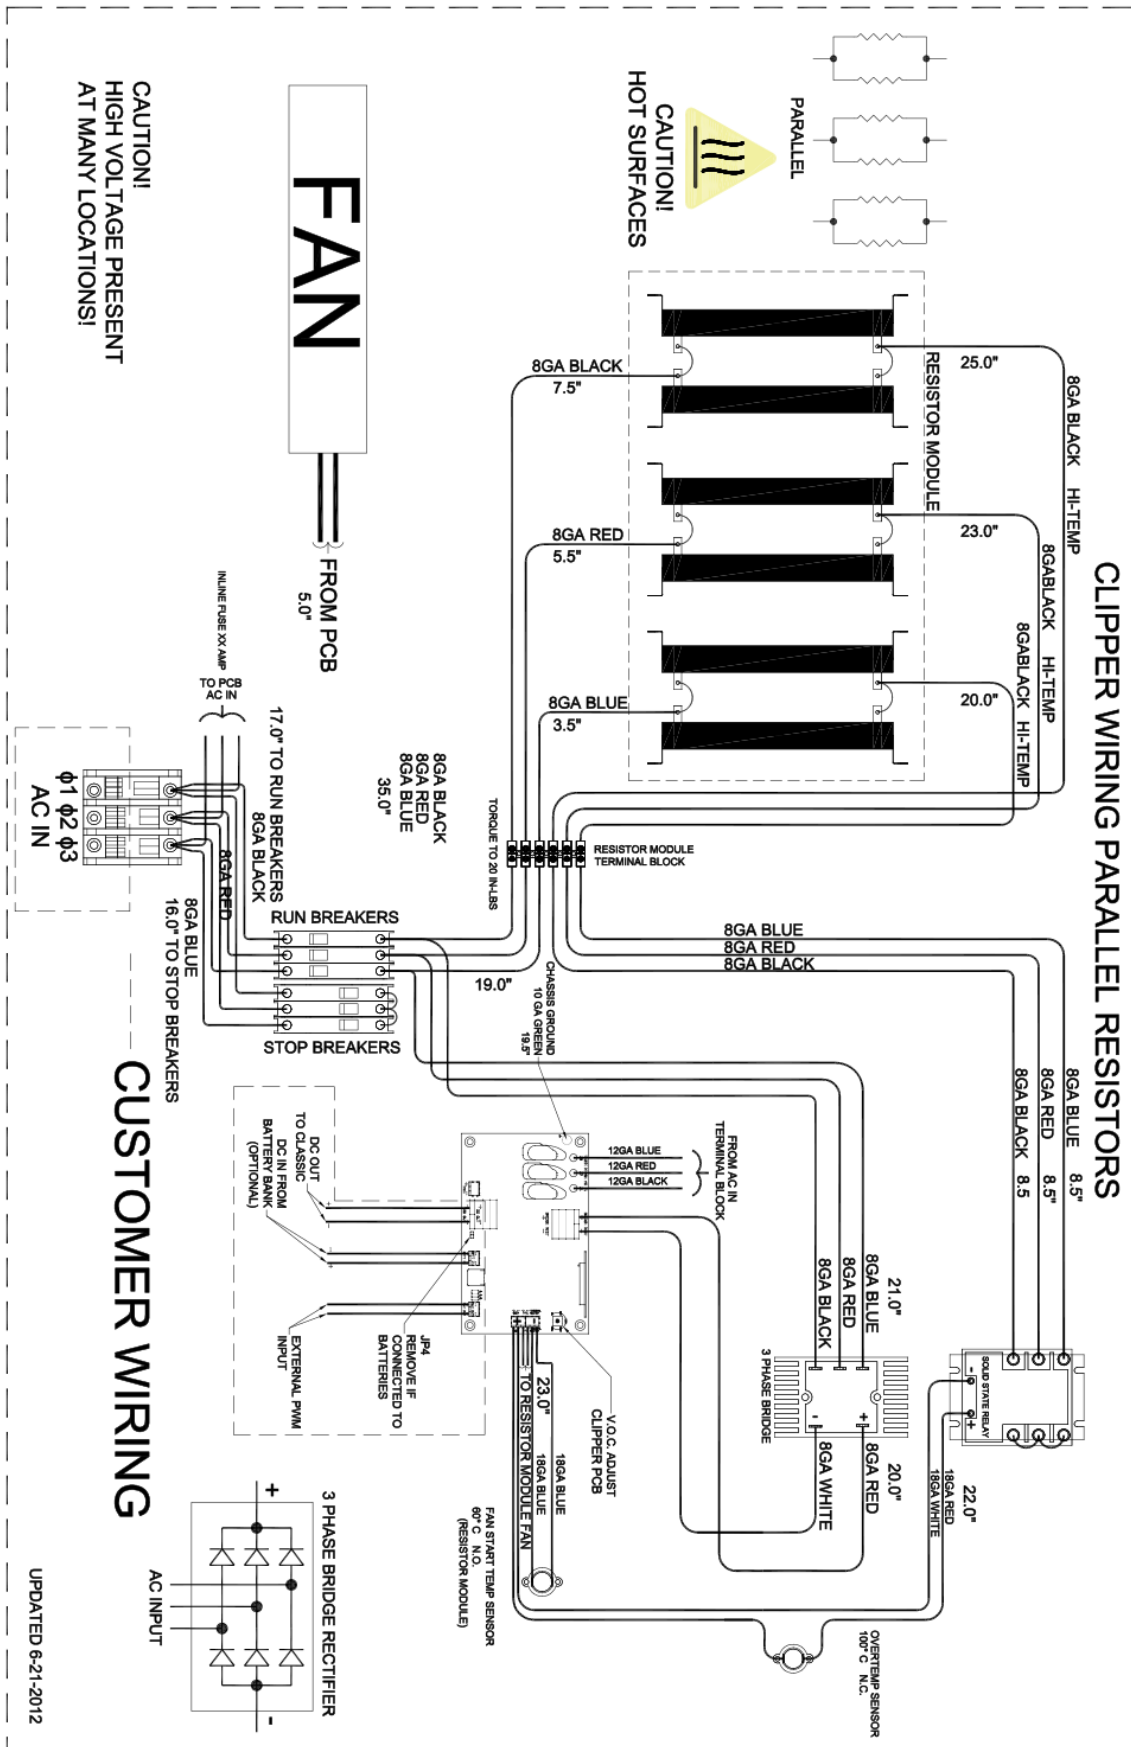 CLIPPER WIRING PARALLEL RESISTORS
PARALLEL
CAUTION!
HOT SURFACES
RESISTOR MODULE
25.0"
8GA BLACK HI-TEMP
23.0"
8GABLACK HI-TEMP
20.0"
8GABLACK HI-TEMP
8GA BLACK
7.5"
8GA RED
5.5"
8GA BLUE
3.5"
FAN
FROM PCB
5.0"
CAUTION!
HIGH VOLTAGE PRESENT
AT MANY LOCATIONS!
8GA BLACK
8GA RED
8GA BLUE
35.0"
TORQUE TO 20 IN-LBS
RESISTOR MODULE
TERMINAL BLOCK
8GA BLUE
8GA RED
8GA BLACK
8GA BLUE 8.5"
8GA RED 8.5"
8GA BLACK 8.5
INLINE FUSE XX AMP
TO PCB
AC IN
17.0" TO RUN BREAKERS
8GA BLACK
8GA RED
8GA BLUE
16.0" TO STOP BREAKERS
ϕ1 ϕ2 ϕ3
AC IN
RUN BREAKERS
STOP BREAKERS
19.0"
CHASSIS GROUND
10 GA GREEN
19.5"
CUSTOMER WIRING
DC OUT
TO CLASSIC
DC IN FROM
BATTERY BANK
(OPTIONAL)
EXTERNAL PWM
INPUT
JP4
REMOVE IF
CONNECTED TO
BATTERIES
12GA BLUE
12GA RED
12GA BLACK
FROM AC IN
TERMINAL BLOCK
V.O.C. ADJUST
CLIPPER PCB
21.0"
8GA BLUE
8GA RED
8GA BLACK
3 PHASE BRIDGE
-
+
20.0"
8GA RED
8GA WHITE
SOLID STATE RELAY
-
+
22.0"
18GA RED
18GA WHITE
23.0"
TO RESISTOR MODULE FAN
18GA BLUE
18GA BLUE
FAN START TEMP SENSOR
60° C N.O.
(RESISTOR MODULE)
OVERTEMP SENSOR
100° C N.C.
3 PHASE BRIDGE RECTIFIER
+
-
AC INPUT
UPDATED 6-21-2012